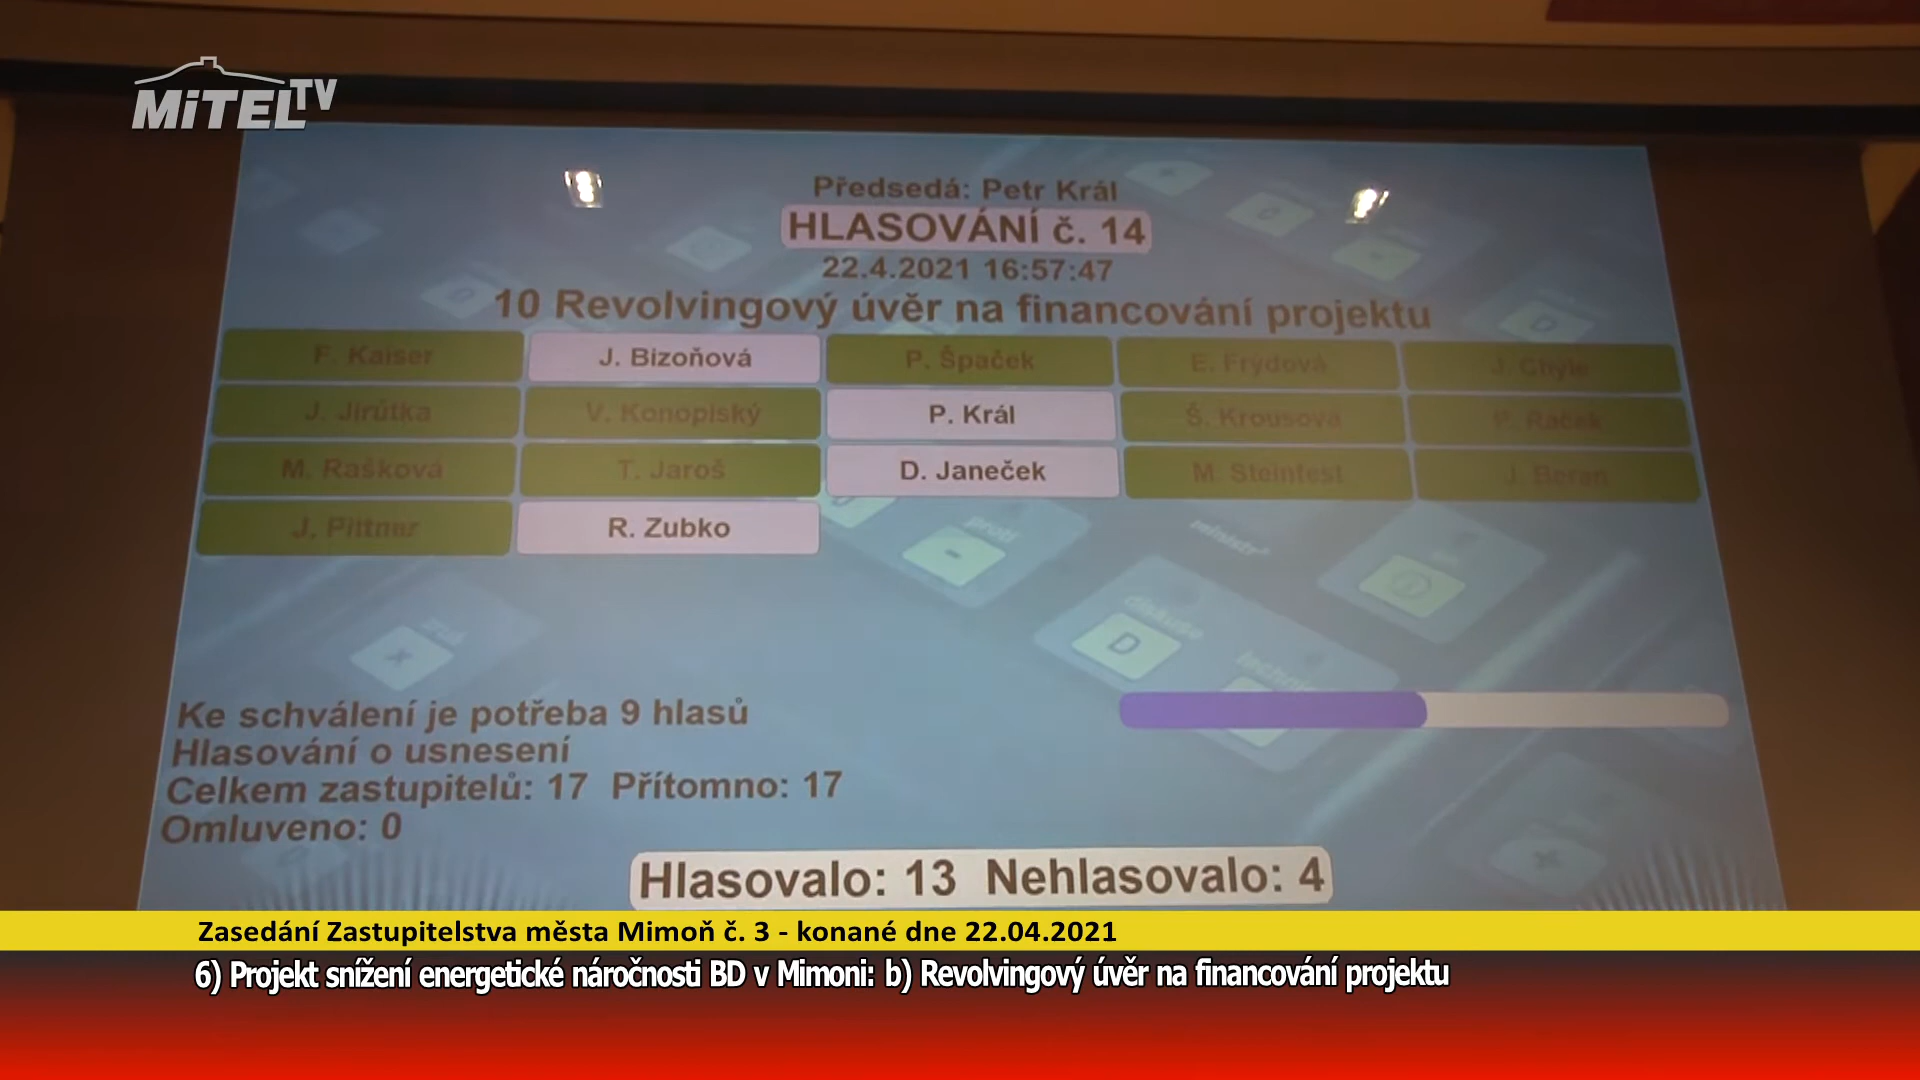 MiTEL TV
Předsedá: Petr Král
HLASOVÁNÍ č. 14
22.4.2021 16:57:47
10 Revolvingový úvěr na financování projektu
F. Kaiser J. Bizoňová P. Špaček E. Frýdová J. Chýle
J. Jirůtka V. Konopiský P. Král Š. Krousová P. Raček
M. Rašková T. Jaroš D. Janeček M. Steinfest J. Beran
J. Pittner R. Zubko
proti
-
diskuse
D
x
Ke schválení je potřeba 9 hlasů
Hlasování o usnesení
Celkem zastupitelů: 17 Přítomno: 17
Omluveno: 0
Hlasovalo: 13 Nehlasovalo: 4
Zasedání Zastupitelstva města Mimoň č. 3 - konané dne 22.04.2021
6) Projekt snížení energetické náročnosti BD v Mimoni: b) Revolvingový úvěr na financování projektu